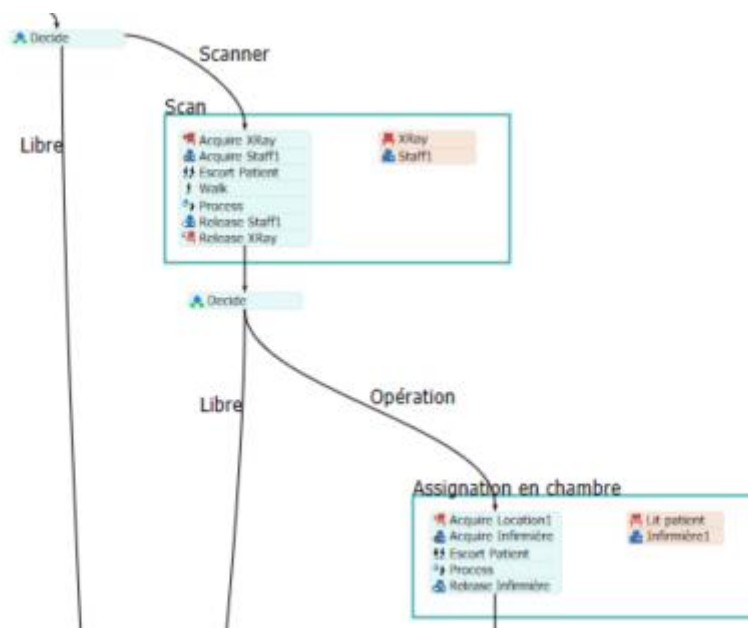 Decide
Scanner
Scan
Libre
Acquire XRay
Acquire Staff1
Escort Patient
Walk
Process
Release Staff1
Release XRay
XRay
Staff1
Decide
Libre
Opération
Assignation en chambre
Acquire Location1
Acquire Infirmière
Escort Patient
Process
Release Infirmière
Lit patient
Infirmière1